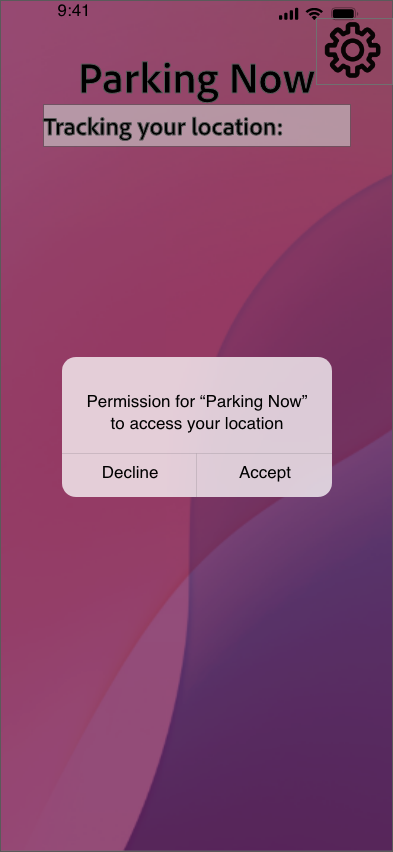 9:41
Parking Now
Tracking your location:
Permission for “Parking Now”
to access your location
Decline
Accept